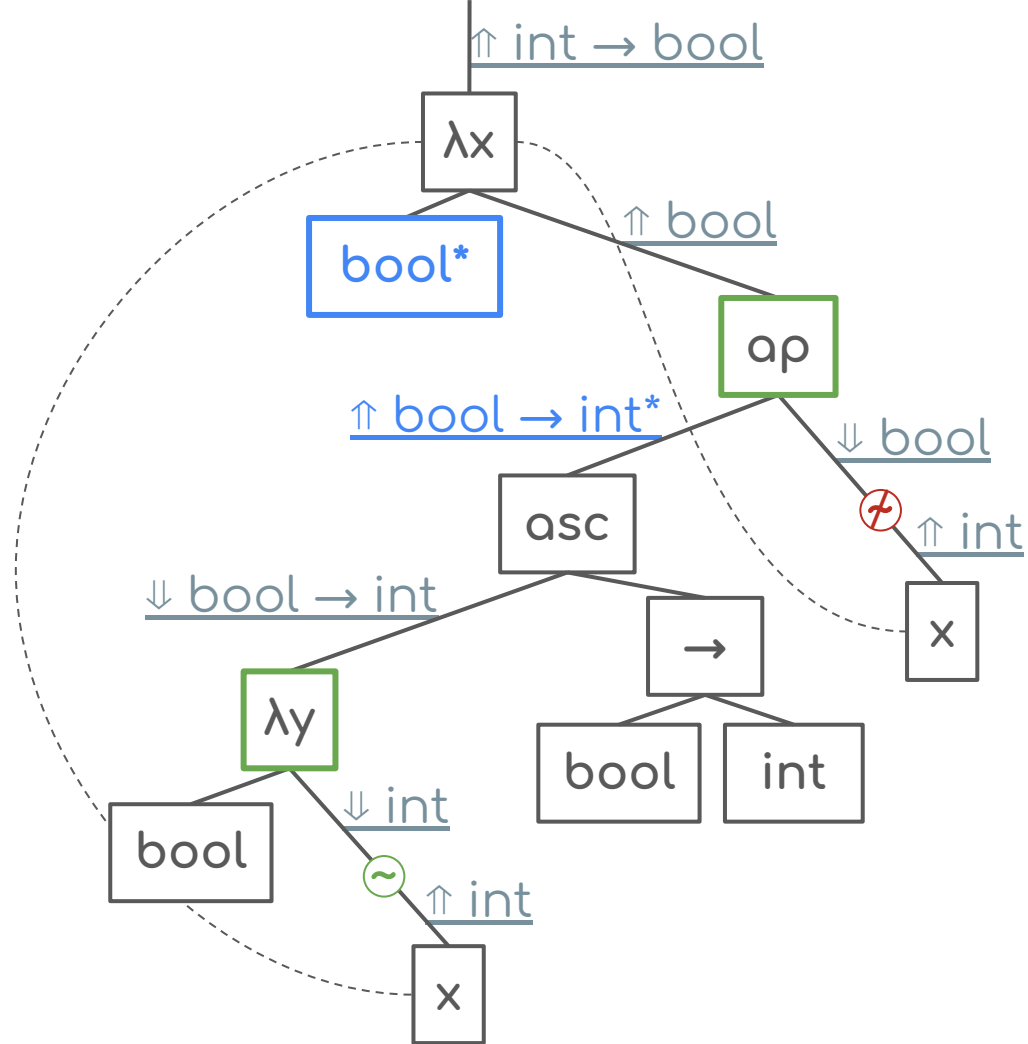 ⇑ int → bool
λx
bool*
⇑ bool
ap
⇑ bool → int*
⇓ bool
≁
⇑ int
asc
⇓ bool → int
→
x
λy
bool
int
⇓ int
bool
~
⇑ int
x